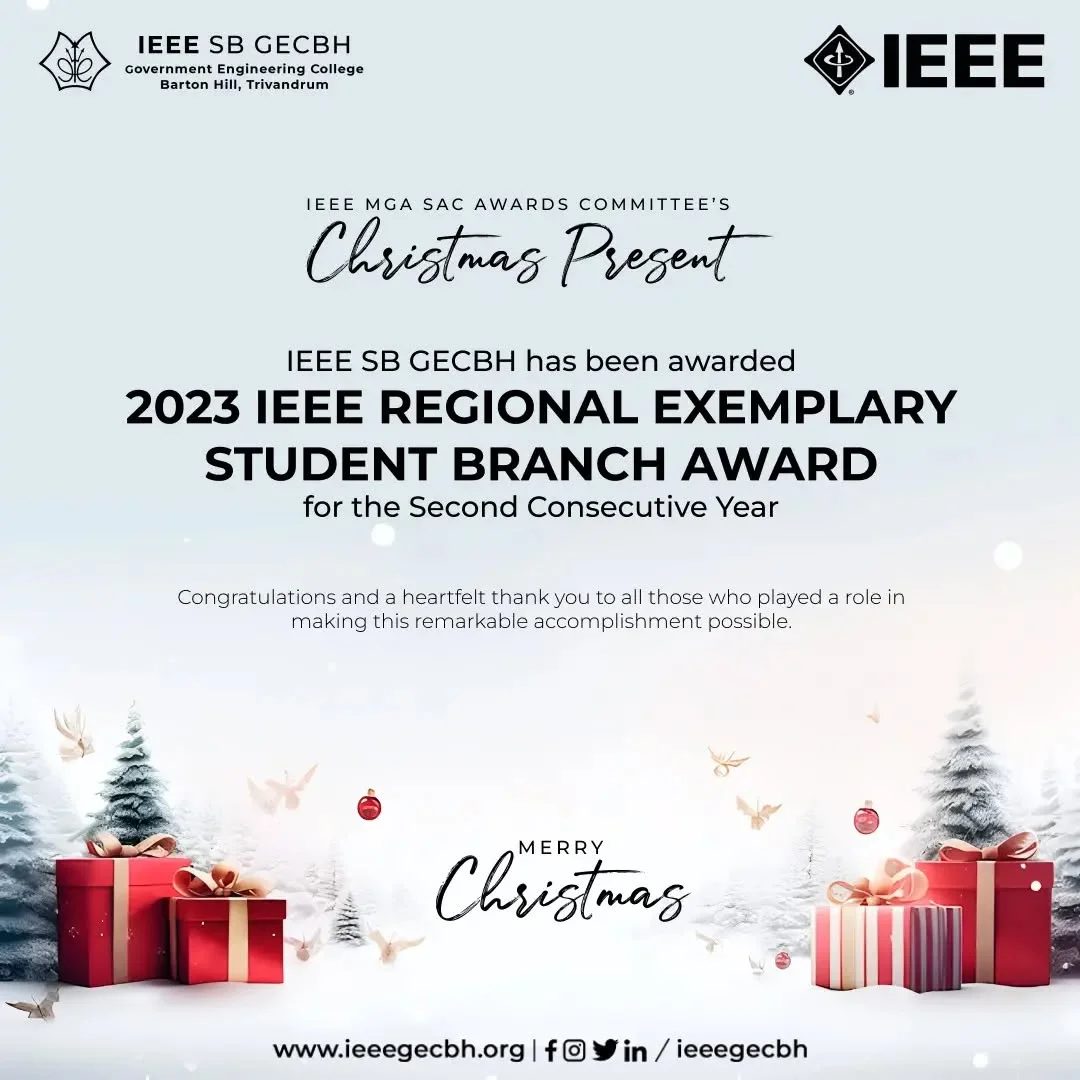 IEEE SB GECBH
Government Engineering College
Barton Hill, Trivandrum
IEEE
®
IEEE MGA SAC AWARDS COMMITTEE'S
Christmas Present
IEEE SB GECBH has been awarded
2023 IEEE REGIONAL EXEMPLARY
STUDENT BRANCH AWARD
for the Second Consecutive Year
Congratulations and a heartfelt thank you to all those who played a role in
making this remarkable accomplishment possible.
MERRY
Christmas
www.ieeegecbh.org | / ieeegecbh